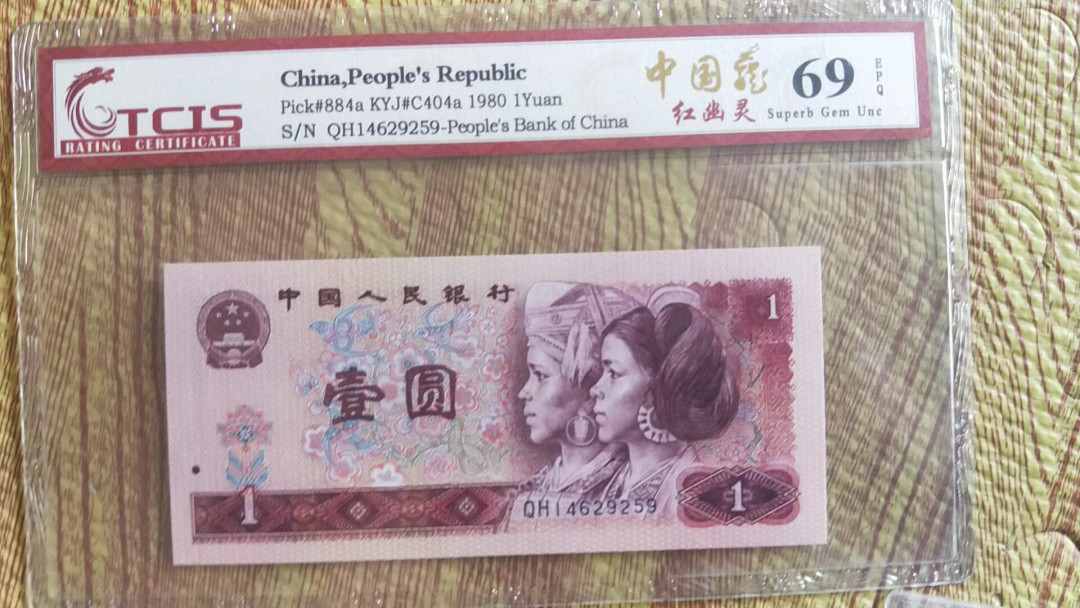 TCIS
RATING CERTIFICATE
China,People's Republic
Pick#884a KYJ#C404a 1980 1Yuan
S/N QH14629259-People's Bank of China
中国龙
红幽灵
69
EPQ
Superb Gem Unc
中国人民银行
1
壹圆
1
QH14629259
1